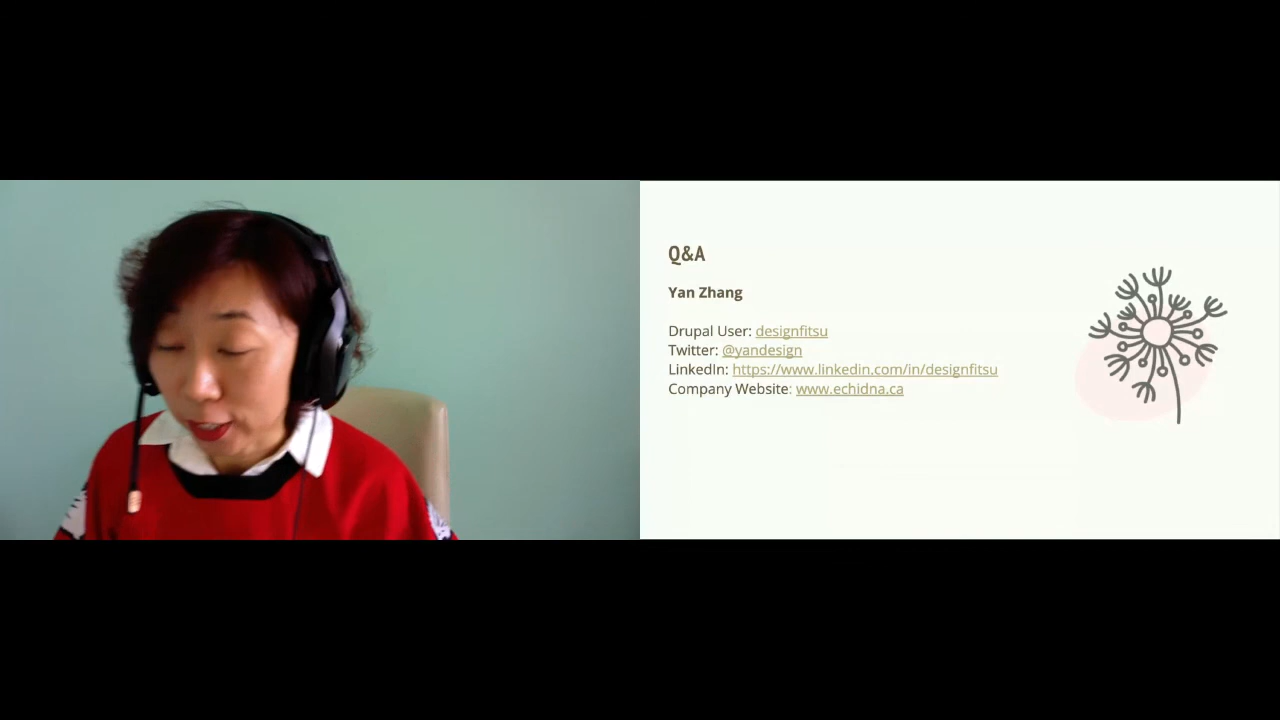 Q&A
Yan Zhang
Drupal User: designfitsu
Twitter: @yandesign
LinkedIn: https://www.linkedin.com/in/designfitsu
Company Website: www.echidna.ca